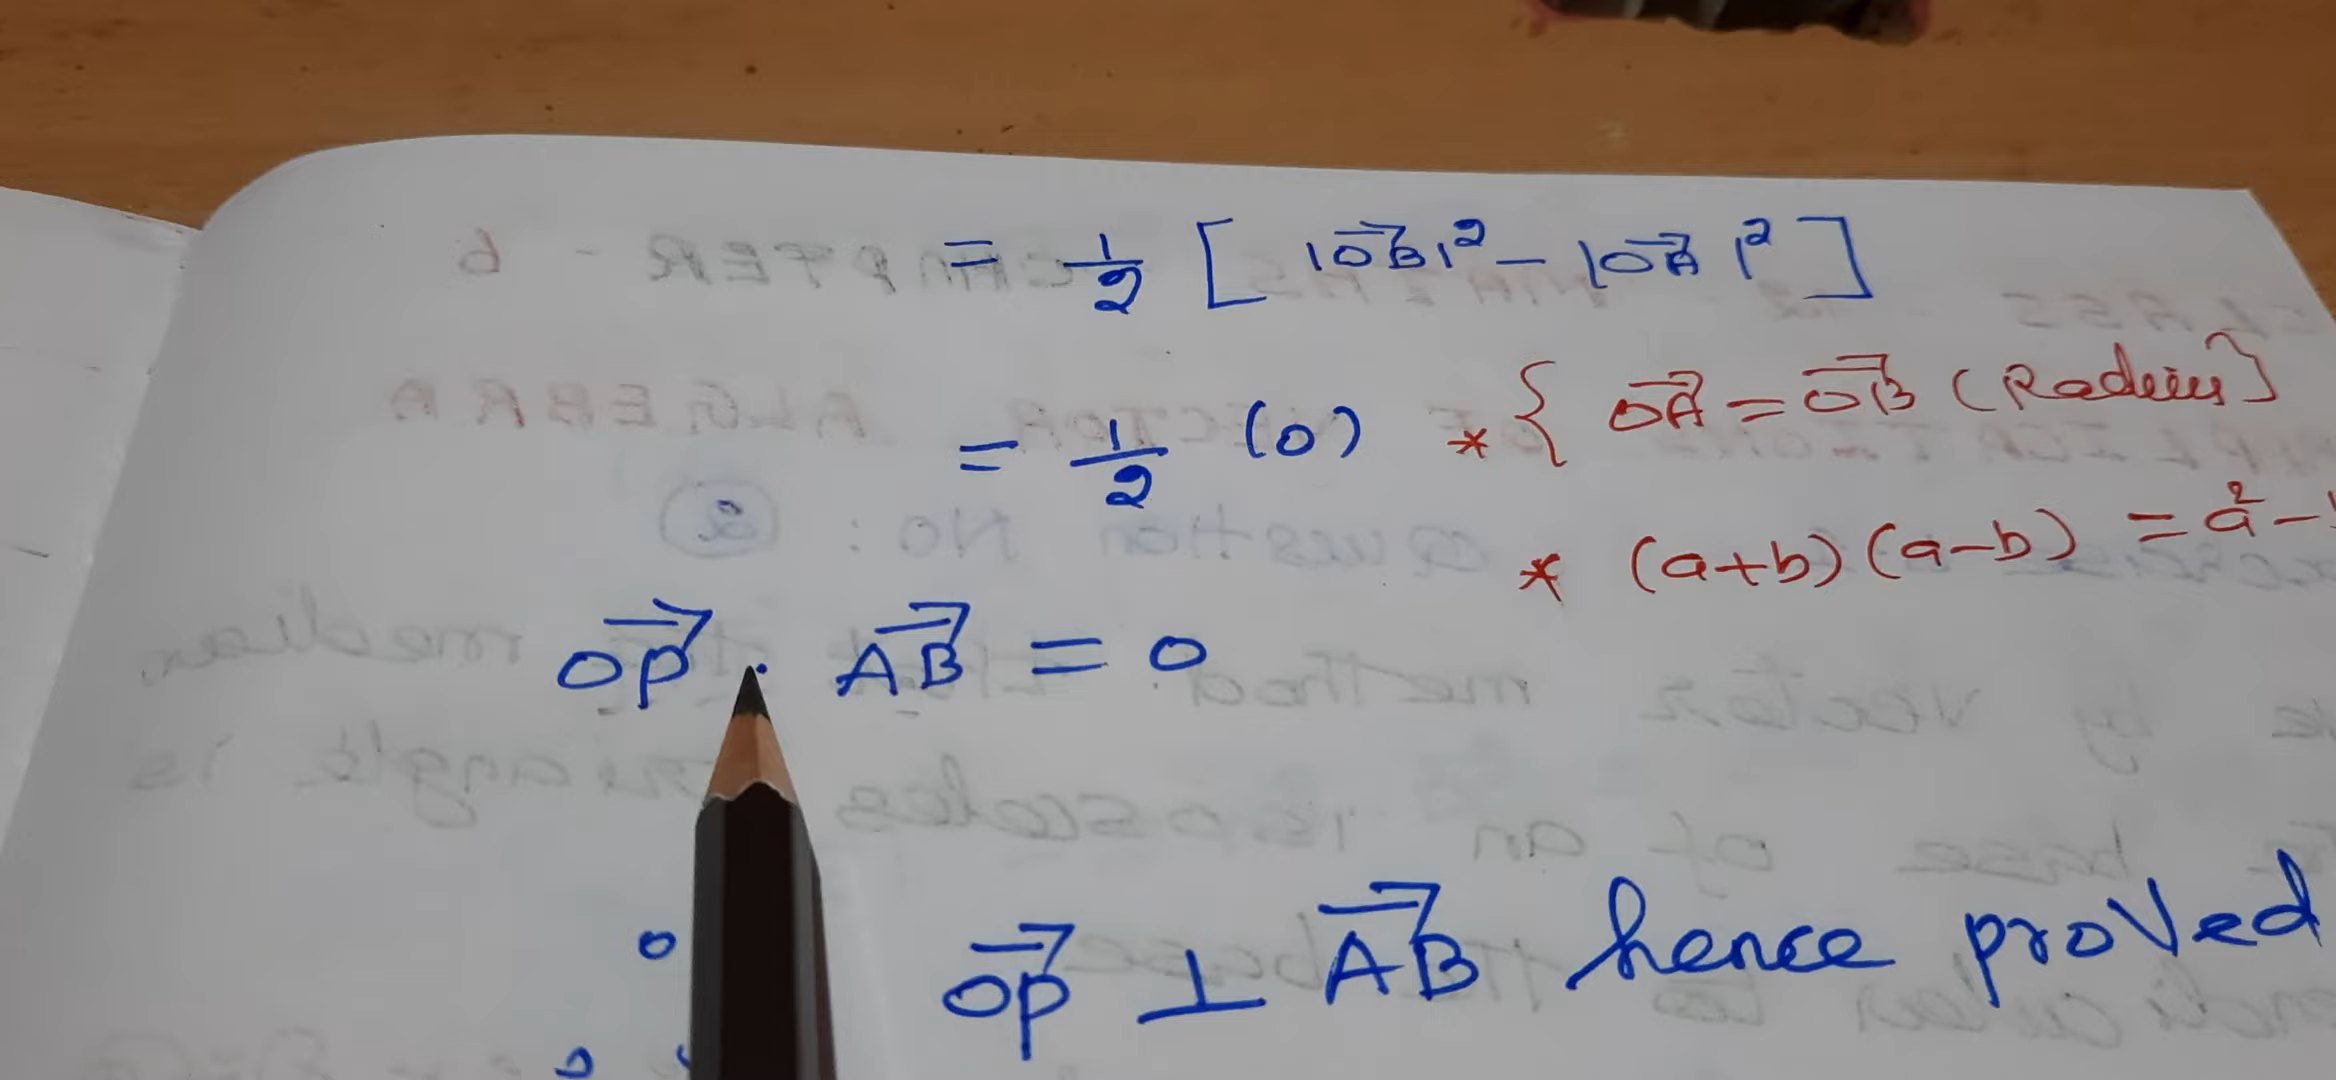 = 1/2 [ |OB⃗|² − |OA⃗|² ]
= 1/2 (0) * { OA⃗ = OB⃗ (Radius }
* (a+b) (a−b) = a² −
OP⃗ · AB⃗ = 0
OP⃗ ⊥ AB⃗ hence proved